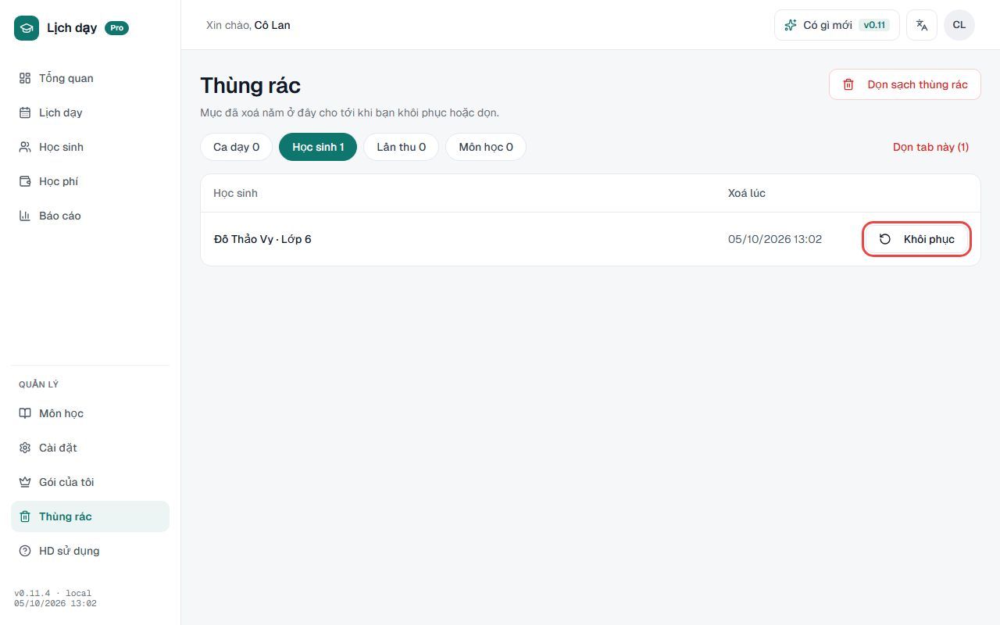 Lịch dạy Pro
Xin chào, Cô Lan
Có gì mới v0.11
CL
Tổng quan
Lịch dạy
Học sinh
Học phí
Báo cáo
Thùng rác
Dọn sạch thùng rác
Mục đã xoá nằm ở đây cho tới khi bạn khôi phục hoặc dọn.
Ca dạy 0
Học sinh 1
Lần thu 0
Môn học 0
Dọn tab này (1)
Học sinh
Xoá lúc
Đỗ Thảo Vy · Lớp 6
05/10/2026 13:02
Khôi phục
QUẢN LÝ
Môn học
Cài đặt
Gói của tôi
Thùng rác
HD sử dụng
v0.11.4 · local
05/10/2026 13:02